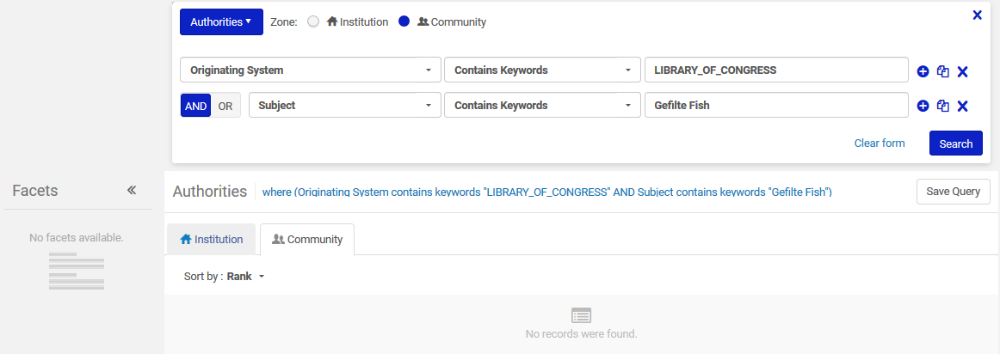 Authorities Zone: Institution Community
Originating System Contains Keywords LIBRARY_OF_CONGRESS
AND OR Subject Contains Keywords Gefilte Fish
Clear form Search
Facets
No facets available.
Authorities where (Originating System contains keywords "LIBRARY_OF_CONGRESS" AND Subject contains keywords "Gefilte Fish") Save Query
Institution Community
Sort by : Rank
No records were found.